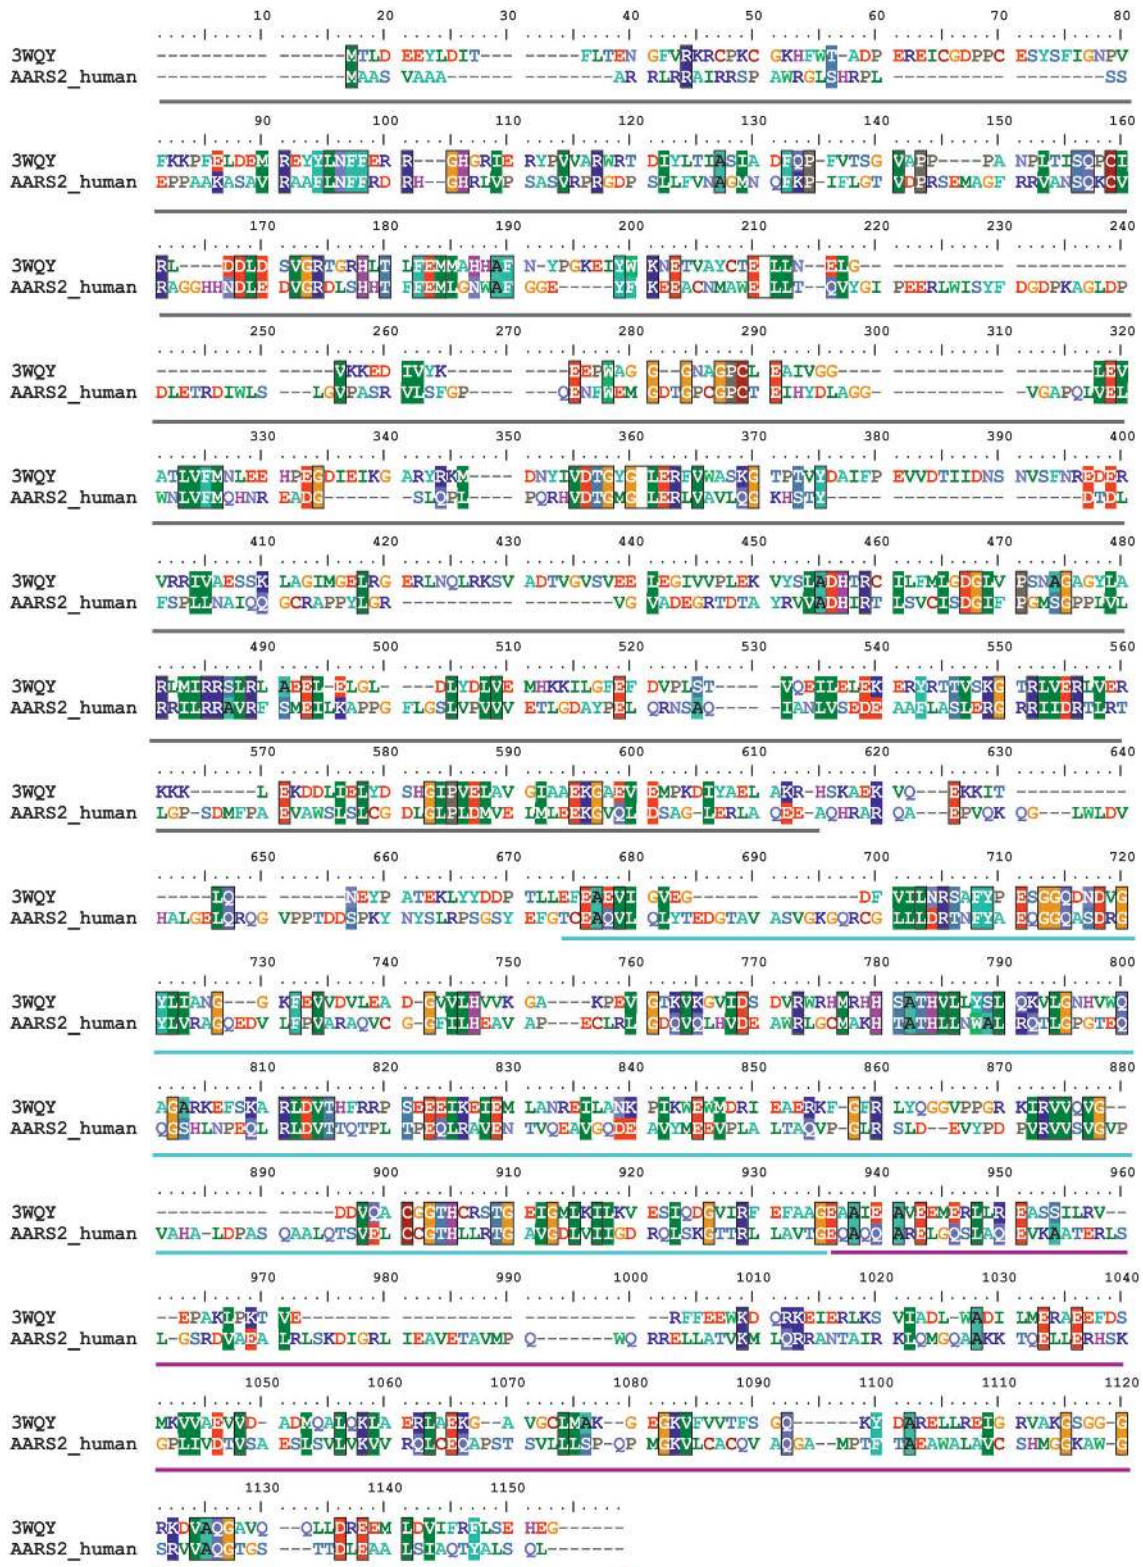 10 20 30 40 50 60 70 80
3WQY ---------- -----MTLD EEYLDIT--- -----FLTEN GFVRKRCPKC GKHFWT-ADP EREICGDPPC ESYSFIGNPV
AARS2_human ---------- -----MAAS VAAA------ --------AR RLRRAIRRSP AWRGLSHRPL ---------- --------SS
90 100 110 120 130 140 150 160
3WQY FKKPFELDEM REYYLNFFER R---GHGRIE RYPVVARWRT DIYLTIASIA DFQP-FVTSG VAPP----PA NPLTISQPCI
AARS2_human EPPAAKASAV RAAFLNFFRD RH--GHRLVP SASVRPRGDP SLLFVNAGMN QFKP-IFLGT VDPRSEMAGF RRVANSQKCV
170 180 190 200 210 220 230 240
3WQY RL----DDLD SVGRTGRHLT LFEMMAHHAF N-YPGKEIYW KNETVAYCTE LLN--ELG-- ---------- ----------
AARS2_human RAGGHHNDLE DVGRDLSHHT FFEMLGNWAF GGE-----YF KEEACNMAWE LLT--QVYGI PEERLWISYF DGDPKAGLDP
250 260 270 280 290 300 310 320
3WQY ---------- -----VKKED IVYK------ -----EEPWAG G-GNAGPCL EAIVGG---- ---------- -------LEV
AARS2_human DLETRDIWLS ---LGVPASR VLSFGP---- ----QENFWEM GDTGPCGPCT EIHYDLAGG- ---------- --VGAPQLVEL
330 340 350 360 370 380 390 400
3WQY ATLVFMNLEE HPEGDIEIKG ARYRKM---- DNYIVDTGYG LERFVWASKG TPTVYDAIFP EVVDTIIDNS NVSFNREDER
AARS2_human WNLVFMQHNR EADG------ --SLQPL--- PQRHVDTGMG LERLVAVLQG KHSTY----- ---------- ------DTDL
410 420 430 440 450 460 470 480
3WQY VRRIVAESSK LAGIMGELRG ERLNQLRKSV ADTVGVSVEE LEGIVVPLEK VYSLADHTRC ILFMLGDGLV PSNAGAGYLA
AARS2_human FSPLLNAIQQ GCRAPPYLGR ---------- --------VG VADEGRTDTA YRVVADHIRT LSVCISDGIF PGMSGPPLVL
490 500 510 520 530 540 550 560
3WQY RLMIRRSLRL AEEL-ELGL- ---DLYDLVE MHKKILGFEF DVPLST---- -VQEILELEK ERYRTTVSKG TRLVERLVER
AARS2_human RRILRRAVRF SMEILKAPPG FLGSLVPVVV ETLGDAYPEL QRNSAQ---- -IANLVSEDE AAFLASLERG RRIIDRTLRT
570 580 590 600 610 620 630 640
3WQY KKK-----L EKDDLIELYD SHGIPVELAV GIAAEKGAEV EMPKDIYAEL AKR-HSKAEK VQ---EKKIT ----------
AARS2_human LGP-SDMFPA EVAWSLSLCG DLGLPLDMVE LMLEEKGVQL DSAG-LERLA QEE-AQHRAR QA---EPVQK QG---LWLDV
650 660 670 680 690 700 710 720
3WQY -----LQ--- ------NEYP ATEKLYYDDP TLLEFEAEVI GVEG------ --------DF VILNRSAFYP ESGGQDNDVG
AARS2_human HALGELQRQG VPPTDDSPKY NYSLRPSGSY EFGTCEAQVL QLYTEDGTAV ASVGKGQRCG LLLDRTNFYA EQGGQASDRG
730 740 750 760 770 780 790 800
3WQY YLIANG---G KFEVVDVLEA D-GVVLHVVK GA----KPEV GTKVKGVIDS DVRWRHMRHH SATHVLLYSL QKVLGNHVWQ
AARS2_human YLVRAGQEDV LFPVARAQVC G-GFILHEAV AP---ECLRL GDQVQLHVDE AWRLGCMAKH TATHLLNWAL RQTLGPGTEQ
810 820 830 840 850 860 870 880
3WQY AGARKEFSKA RLDVTHFRRP SEEEIKEIEM LANREILANK PIKWEWMDRI EAERKF-GFR LYQGGVPPGR KIRVVQVG--
AARS2_human QGSHLNPEQL RLDVTTQTPL TPEQLRAVEN TVQEAVGQDE AVYMEEVPLA LTAQVP-GLR SLD--EVYPD PVRVVSVGVP
890 900 910 920 930 940 950 960
3WQY ---------- -----DDVQA CGGTHCRSTG EIGMLKILKV ESIQDGVIRF EFAAGEAAIE AVEEMERLLR EASSILRV--
AARS2_human VAHA-LDPAS QAALQTSVEL CCGTHLLRTG AVGDLVILGD RQLSKGTTRL LAVTGEQAQQ ARELGQSLAQ EVKAATERLS
970 980 990 1000 1010 1020 1030 1040
3WQY --EPAKLPKT VE-------- ---------- ---------- ---RFFEEWKD QRKEIERLKS VIADL-WADI LMERAEEFDS
AARS2_human L-GSRDVAEA LRLSKDIGRL IEAVETAVMP Q------WQ RRELLATVKM LQRRANTAIR KLQMGQAAKK TQELLERHSK
1050 1060 1070 1080 1090 1100 1110 1120
3WQY MKVVAEVVD- ADMQALQKLA ERLAEKG--A VGCLMAK--G EGKVFVVTFS GQ------KY DARELLREIG RVAKGSGG-G
AARS2_human GPLIVDTVSA ESLSVLVKVV RQLCEQAPST SVLLLSP-QP MGKVLCACQV AQGA--MPTF TAEAWALAVC SHMGGKAW-G
1130 1140 1150
3WQY RKDVAQGAVQ --QLLDREEM LDVIFRFLSE HEG-------
AARS2_human SRVVAQGTGS ---TTDLEAA LSIAQTYALS QL--------